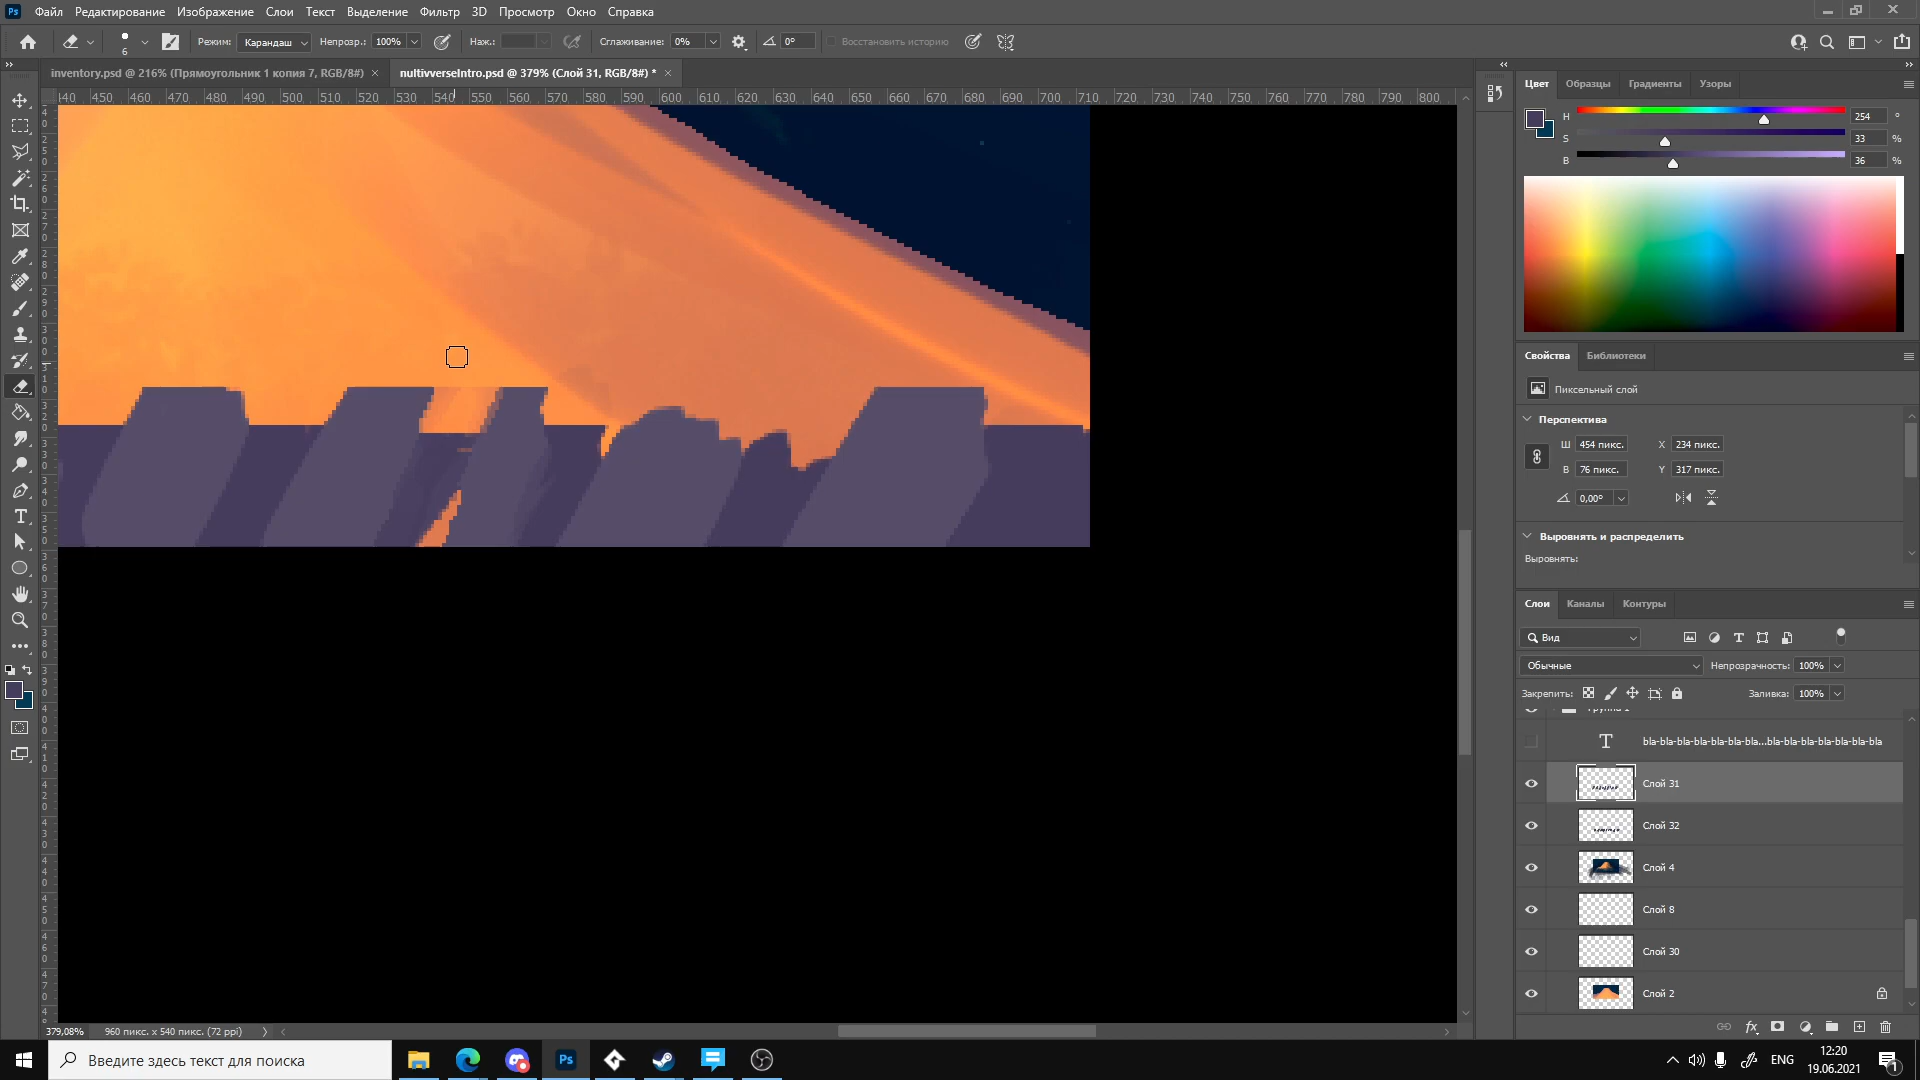 Ps Файл Редактирование Изображение Слои Текст Выделение Фильтр 3D Просмотр Окно Справка
6 Режим: Карандаш Непрозр.: 100% Наж.: Сглаживание: 0% 0° Восстановить историю
inventory.psd @ 216% (Прямоугольник 1 копия 7, RGB/8#) × nultivverseIntro.psd @ 379% (Слой 31, RGB/8#) * ×
440 450 460 470 480 490 500 510 520 530 540 550 560 570 580 590 600 610 620 630 640 650 660 670 680 690 700 710 720 730 740 750 760 770 780 790 800
Цвет Образцы Градиенты Узоры
H 254 °
S 33 %
B 36 %
Свойства Библиотеки
Пиксельный слой
Перспектива
Ш 454 пикс. X 234 пикс.
В 76 пикс. Y 317 пикс.
0,00°
Выровнять и распределить
Выровнять:
Слои Каналы Контуры
Вид
Обычные Непрозрачность: 100%
Закрепить: Заливка: 100%
bla-bla-bla-bla-bla-bla-bla...bla-bla-bla-bla-bla-bla-bla
Слой 31
Слой 32
Слой 4
Слой 8
Слой 30
Слой 2
379,08% 960 пикс. x 540 пикс. (72 ppi)
Введите здесь текст для поиска
Ps
ENG
12:20
19.06.2021
1